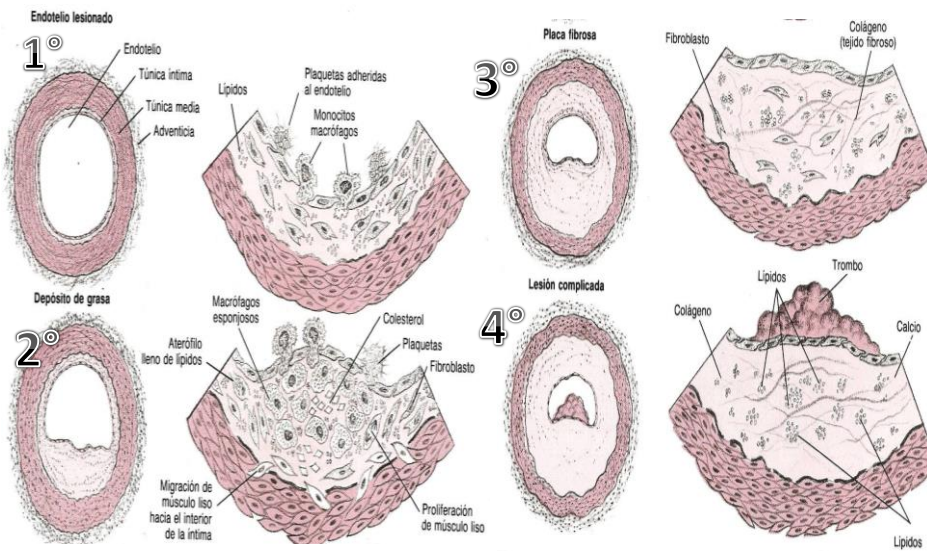 Endotelio lesionado
1°
Endotelio
Túnica íntima
Túnica media
Adventicia
Lípidos
Plaquetas adheridas
al endotelio
Monocitos
macrófagos
Depósito de grasa
2°
Macrófagos
esponjosos
Aterófilo
lleno de lípidos
Colesterol
Plaquetas
Fibroblasto
Migración de
músculo liso
hacia el interior
de la íntima
Proliferación
de músculo liso
Placa fibrosa
3°
Fibroblasto
Colágeno
(tejido fibroso)
Lesión complicada
4°
Colágeno
Lípidos
Trombo
Calcio
Lípidos